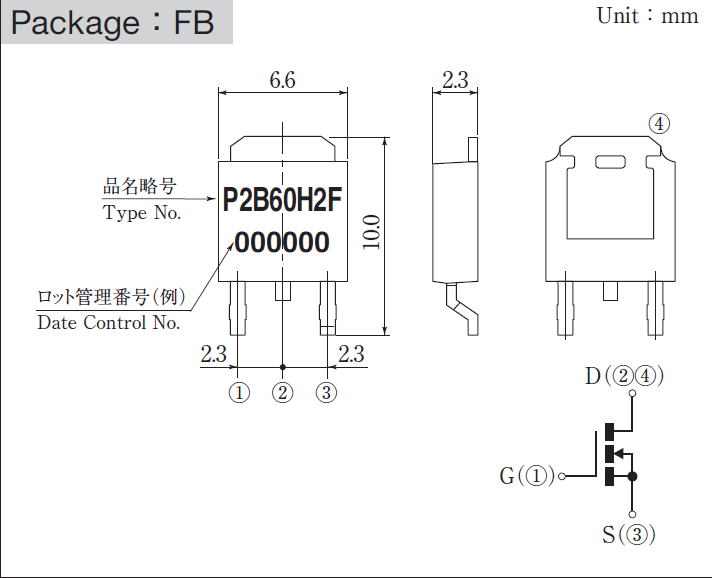 Package : FB
Unit : mm
6.6
2.3
④
品名略号
Type No.
P2B60H2F
000000
10.0
ロット管理番号(例)
Date Control No.
2.3
2.3
①
②
③
D(②④)
G(①)
S(③)